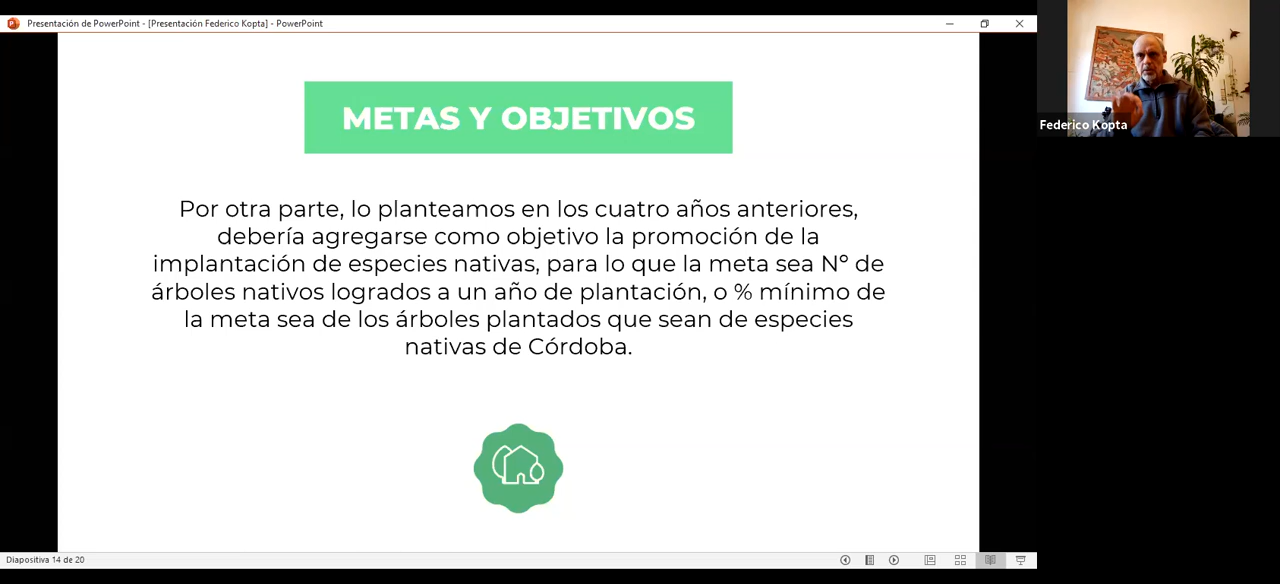 Presentación de PowerPoint - [Presentación Federico Kopta] - PowerPoint
METAS Y OBJETIVOS
Por otra parte, lo planteamos en los cuatro años anteriores,
debería agregarse como objetivo la promoción de la
implantación de especies nativas, para lo que la meta sea Nº de
árboles nativos logrados a un año de plantación, o % mínimo de
la meta sea de los árboles plantados que sean de especies
nativas de Córdoba.
Federico Kopta
Diapositiva 14 de 20